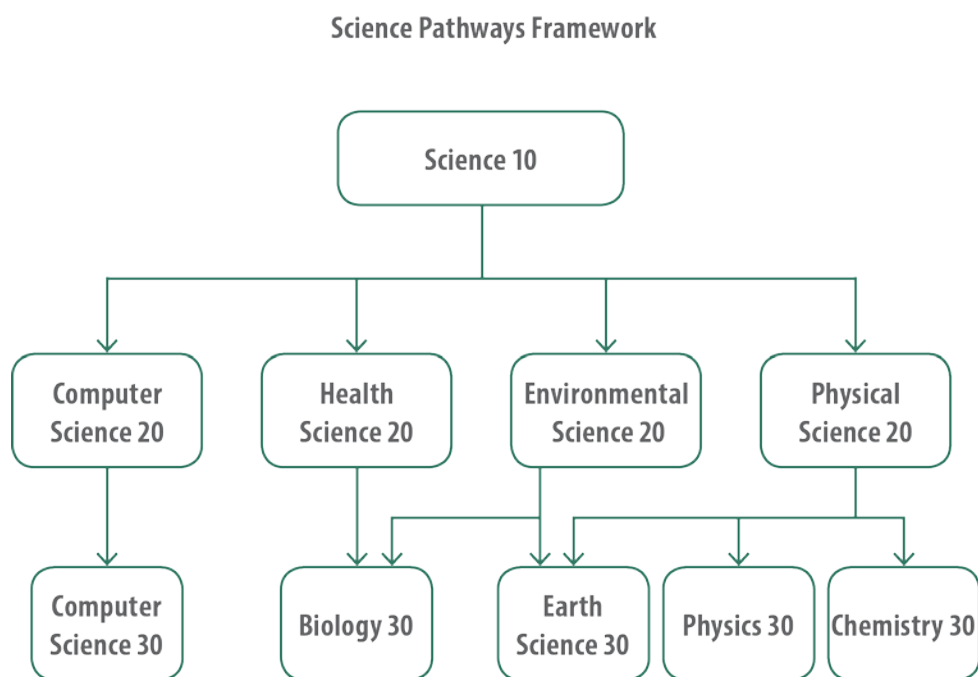 Science Pathways Framework
Science 10
Computer
Science 20
Health
Science 20
Environmental
Science 20
Physical
Science 20
Computer
Science 30
Biology 30
Earth
Science 30
Physics 30
Chemistry 30